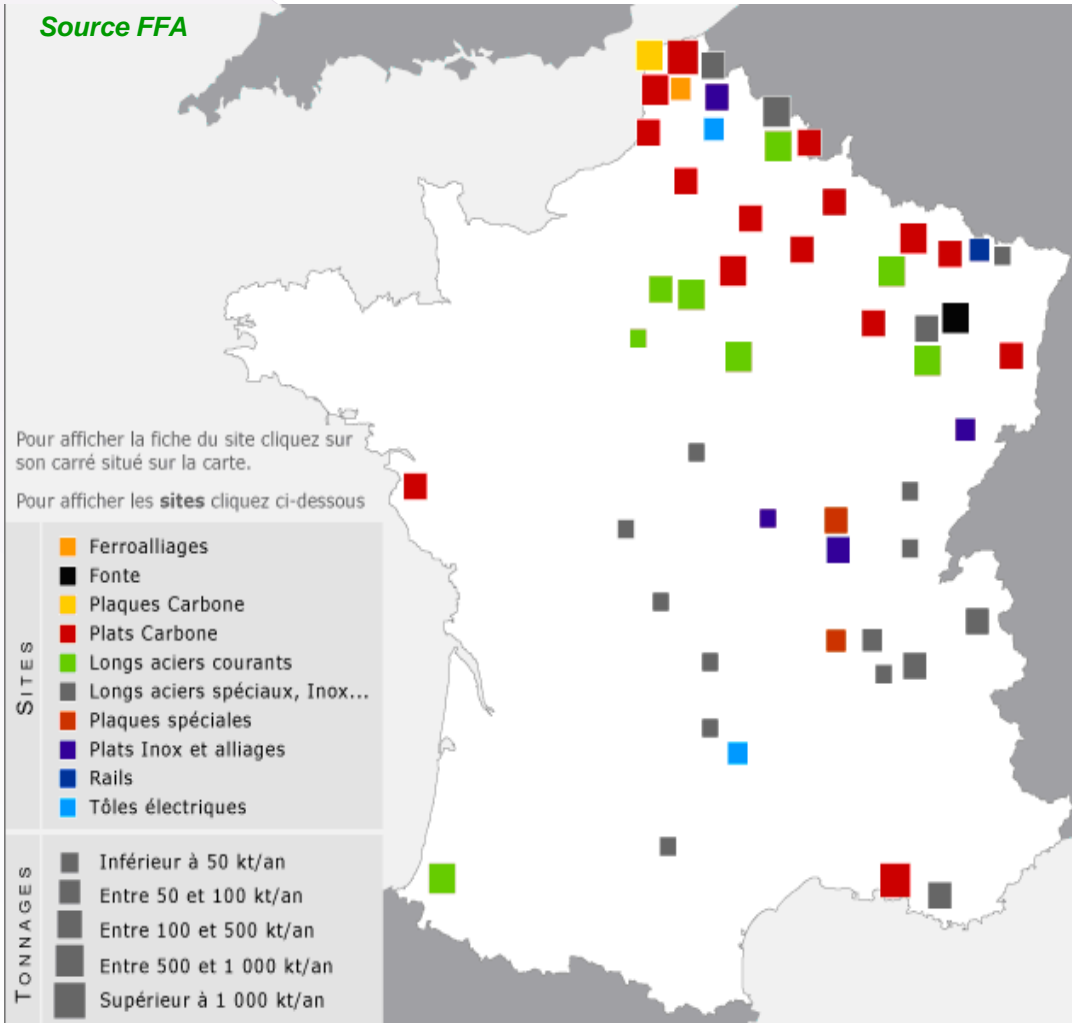 Source FFA
Pour afficher la fiche du site cliquez sur
son carré situé sur la carte.
Pour afficher les sites cliquez ci-dessous
SITES
Ferroalliages
Fonte
Plaques Carbone
Plats Carbone
Longs aciers courants
Longs aciers spéciaux, Inox...
Plaques spéciales
Plats Inox et alliages
Rails
Tôles électriques
TONNAGES
Inférieur à 50 kt/an
Entre 50 et 100 kt/an
Entre 100 et 500 kt/an
Entre 500 et 1 000 kt/an
Supérieur à 1 000 kt/an